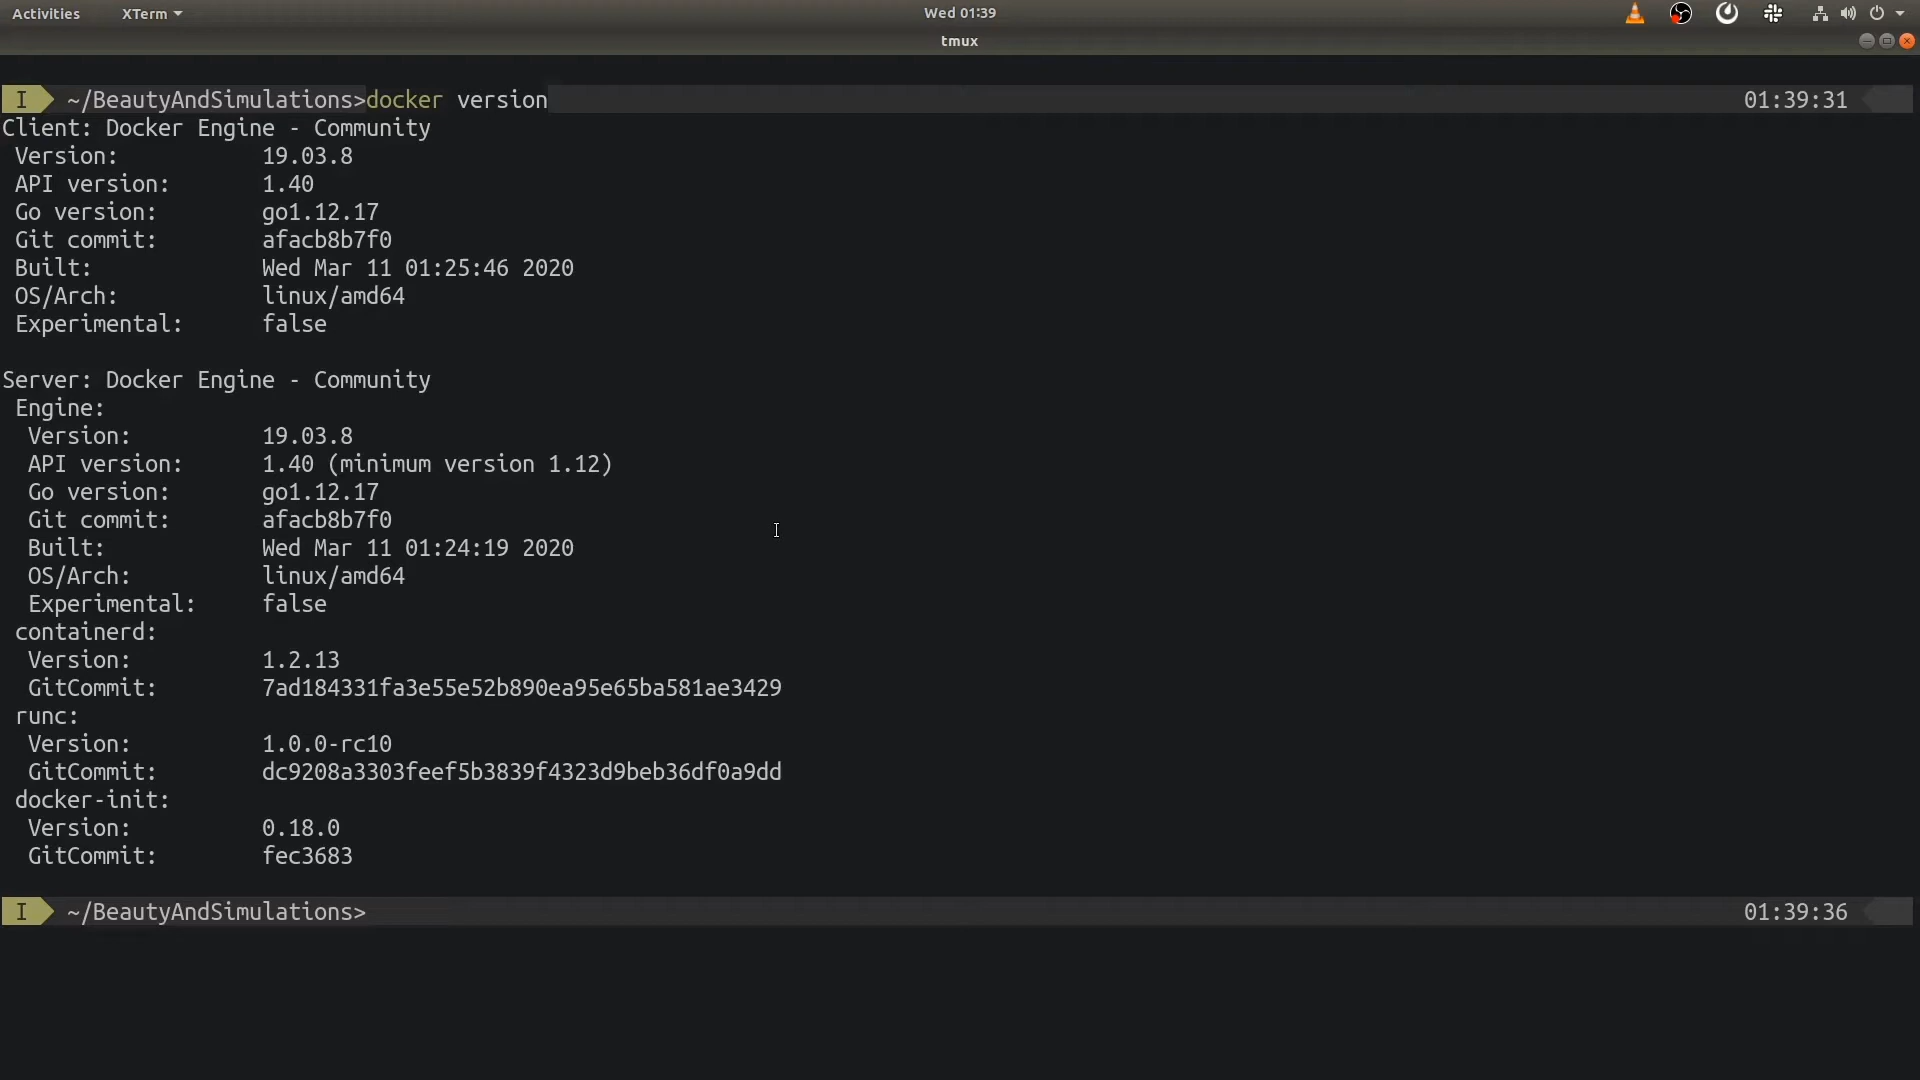 Activities XTerm Wed 01:39
tmux
I ~/BeautyAndSimulations>docker version 01:39:31
Client: Docker Engine - Community
Version: 19.03.8
API version: 1.40
Go version: go1.12.17
Git commit: afacb8b7f0
Built: Wed Mar 11 01:25:46 2020
OS/Arch: linux/amd64
Experimental: false
Server: Docker Engine - Community
Engine:
Version: 19.03.8
API version: 1.40 (minimum version 1.12)
Go version: go1.12.17
Git commit: afacb8b7f0
Built: Wed Mar 11 01:24:19 2020
OS/Arch: linux/amd64
Experimental: false
containerd:
Version: 1.2.13
GitCommit: 7ad184331fa3e55e52b890ea95e65ba581ae3429
runc:
Version: 1.0.0-rc10
GitCommit: dc9208a3303feef5b3839f4323d9beb36df0a9dd
docker-init:
Version: 0.18.0
GitCommit: fec3683
I ~/BeautyAndSimulations> 01:39:36